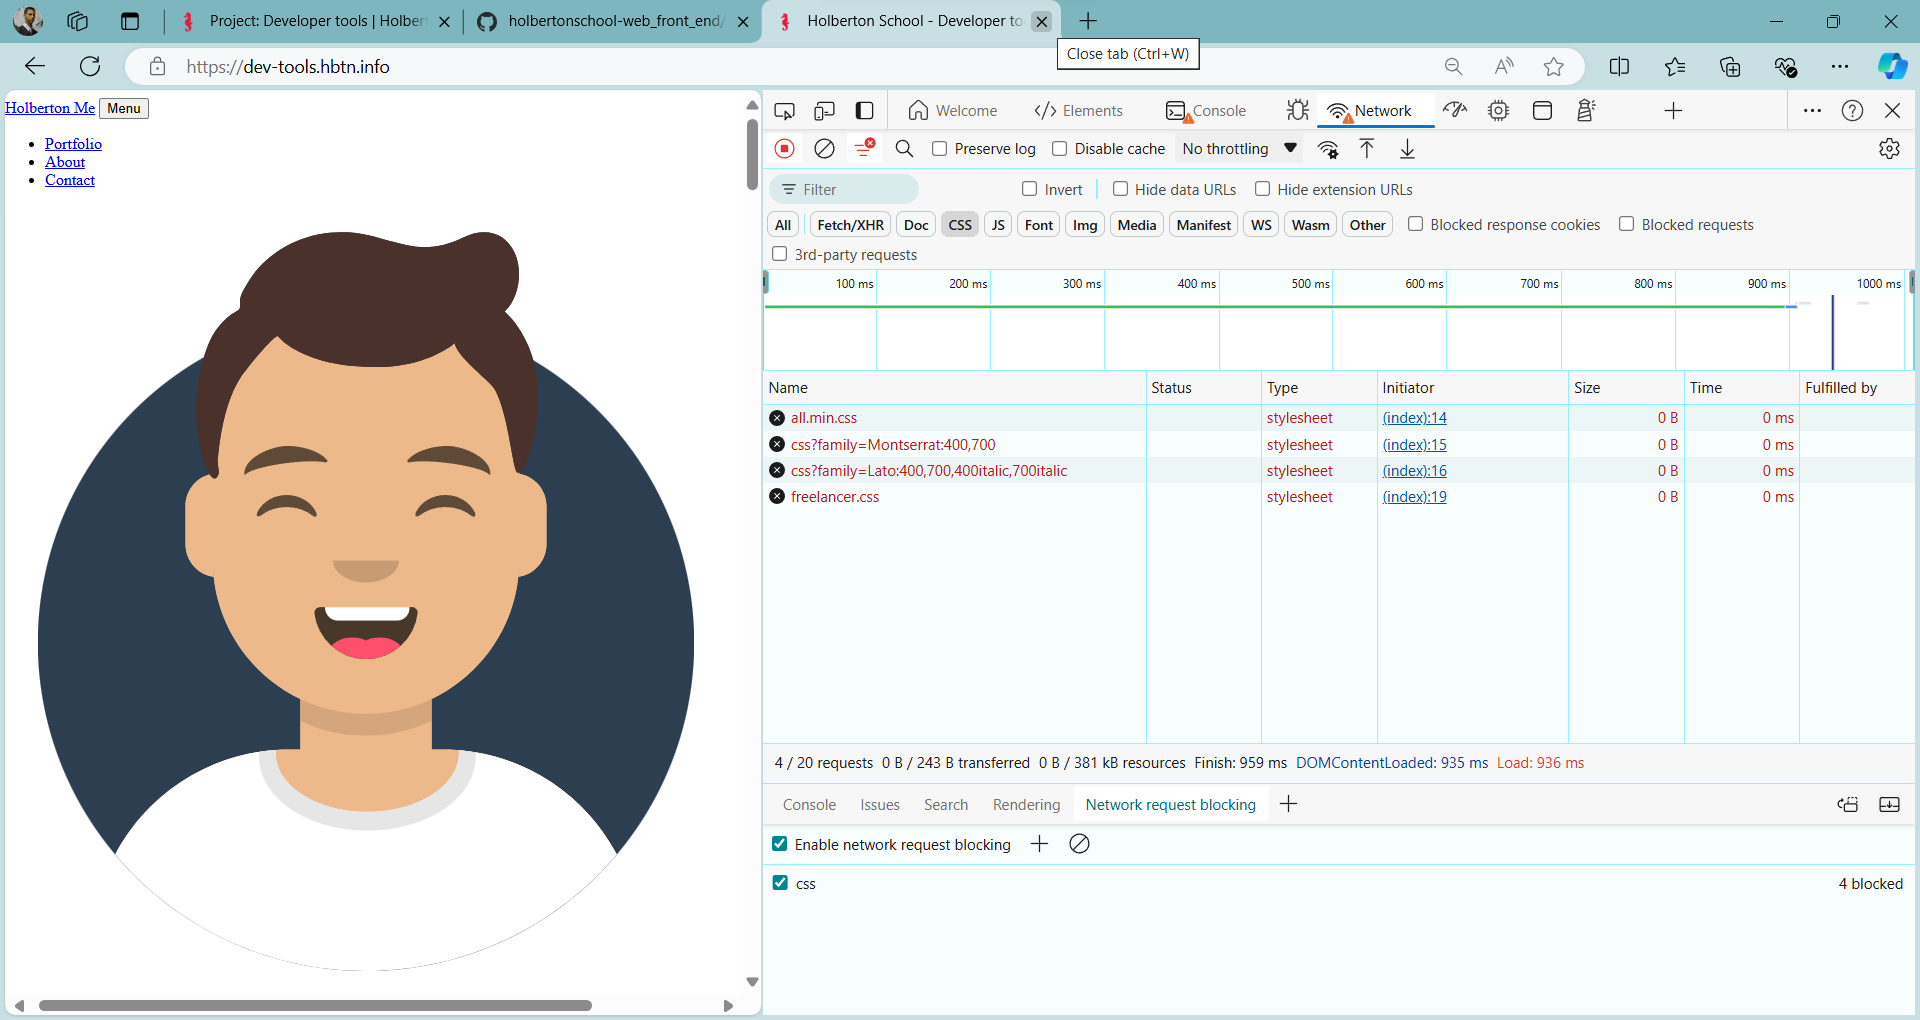 Project: Developer tools | Holbert
holbertonschool-web_front_end/
Holberton School - Developer to
Close tab (Ctrl+W)
https://dev-tools.hbtn.info
Holberton Me Menu
Portfolio
About
Contact
Welcome Elements Console Network
Preserve log Disable cache No throttling
Filter Invert Hide data URLs Hide extension URLs
All Fetch/XHR Doc CSS JS Font Img Media Manifest WS Wasm Other Blocked response cookies Blocked requests
3rd-party requests
100 ms 200 ms 300 ms 400 ms 500 ms 600 ms 700 ms 800 ms 900 ms 1000 ms
Name Status Type Initiator Size Time Fulfilled by
all.min.css stylesheet (index):14 0 B 0 ms
css?family=Montserrat:400,700 stylesheet (index):15 0 B 0 ms
css?family=Lato:400,700,400italic,700italic stylesheet (index):16 0 B 0 ms
freelancer.css stylesheet (index):19 0 B 0 ms
4 / 20 requests 0 B / 243 B transferred 0 B / 381 kB resources Finish: 959 ms DOMContentLoaded: 935 ms Load: 936 ms
Console Issues Search Rendering Network request blocking
Enable network request blocking
css 4 blocked